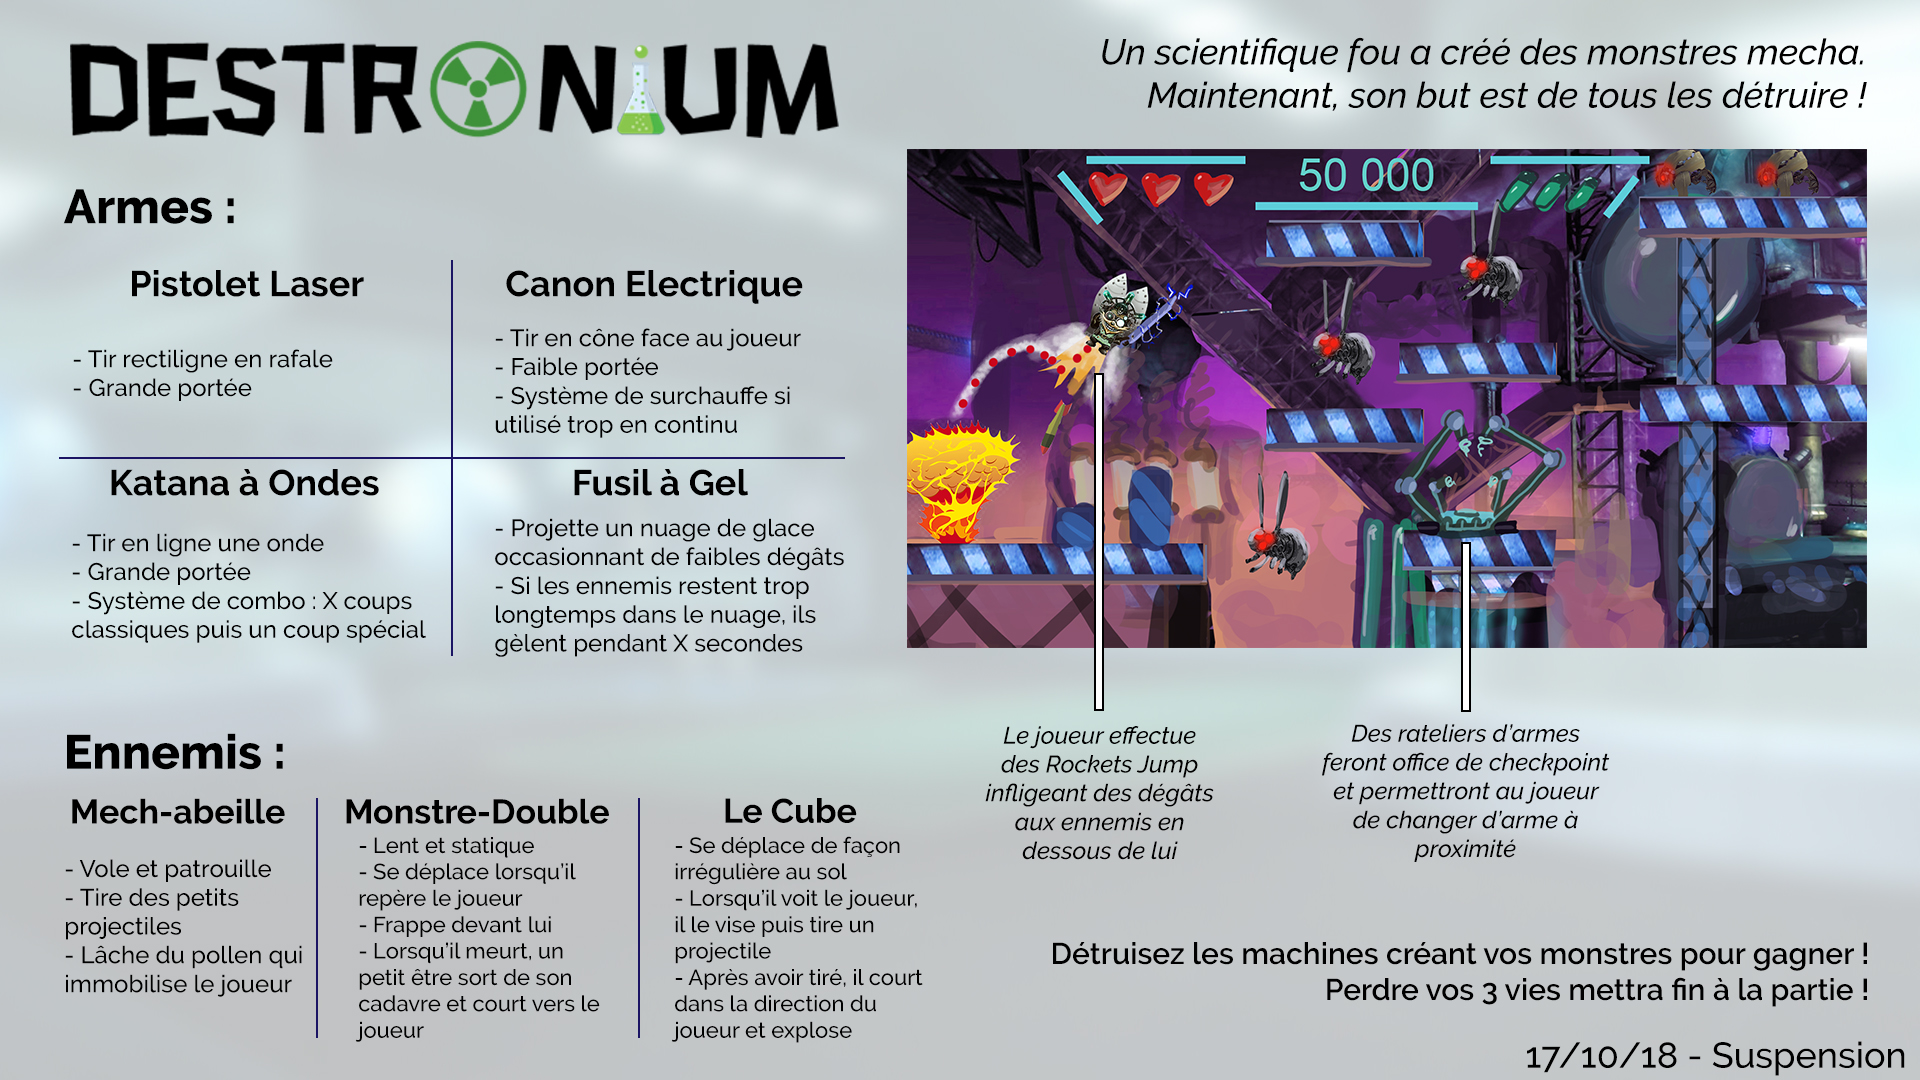 DESTRONIUM
Un scientifique fou a créé des monstres mecha.
Maintenant, son but est de tous les détruire !
Armes :
Pistolet Laser
- Tir rectiligne en rafale
- Grande portée
Canon Electrique
- Tir en cône face au joueur
- Faible portée
- Système de surchauffe si
utilisé trop en continu
Katana à Ondes
- Tir en ligne une onde
- Grande portée
- Système de combo : X coups
classiques puis un coup spécial
Fusil à Gel
- Projette un nuage de glace
occasionnant de faibles dégâts
- Si les ennemis restent trop
longtemps dans le nuage, ils
gèlent pendant X secondes
50 000
Le joueur effectue
des Rockets Jump
infligeant des dégâts
aux ennemis en
dessous de lui
Des rateliers d'armes
feront office de checkpoint
et permettront au joueur
de changer d'arme à
proximité
Ennemis :
Mech-abeille
- Vole et patrouille
- Tire des petits
projectiles
- Lâche du pollen qui
immobilise le joueur
Monstre-Double
- Lent et statique
- Se déplace lorsqu'il
repère le joueur
- Frappe devant lui
- Lorsqu'il meurt, un
petit être sort de son
cadavre et court vers le
joueur
Le Cube
- Se déplace de façon
irrégulière au sol
- Lorsqu'il voit le joueur,
il le vise puis tire un
projectile
- Après avoir tiré, il court
dans la direction du
joueur et explose
Détruisez les machines créant vos monstres pour gagner !
Perdre vos 3 vies mettra fin à la partie !
17/10/18 - Suspension